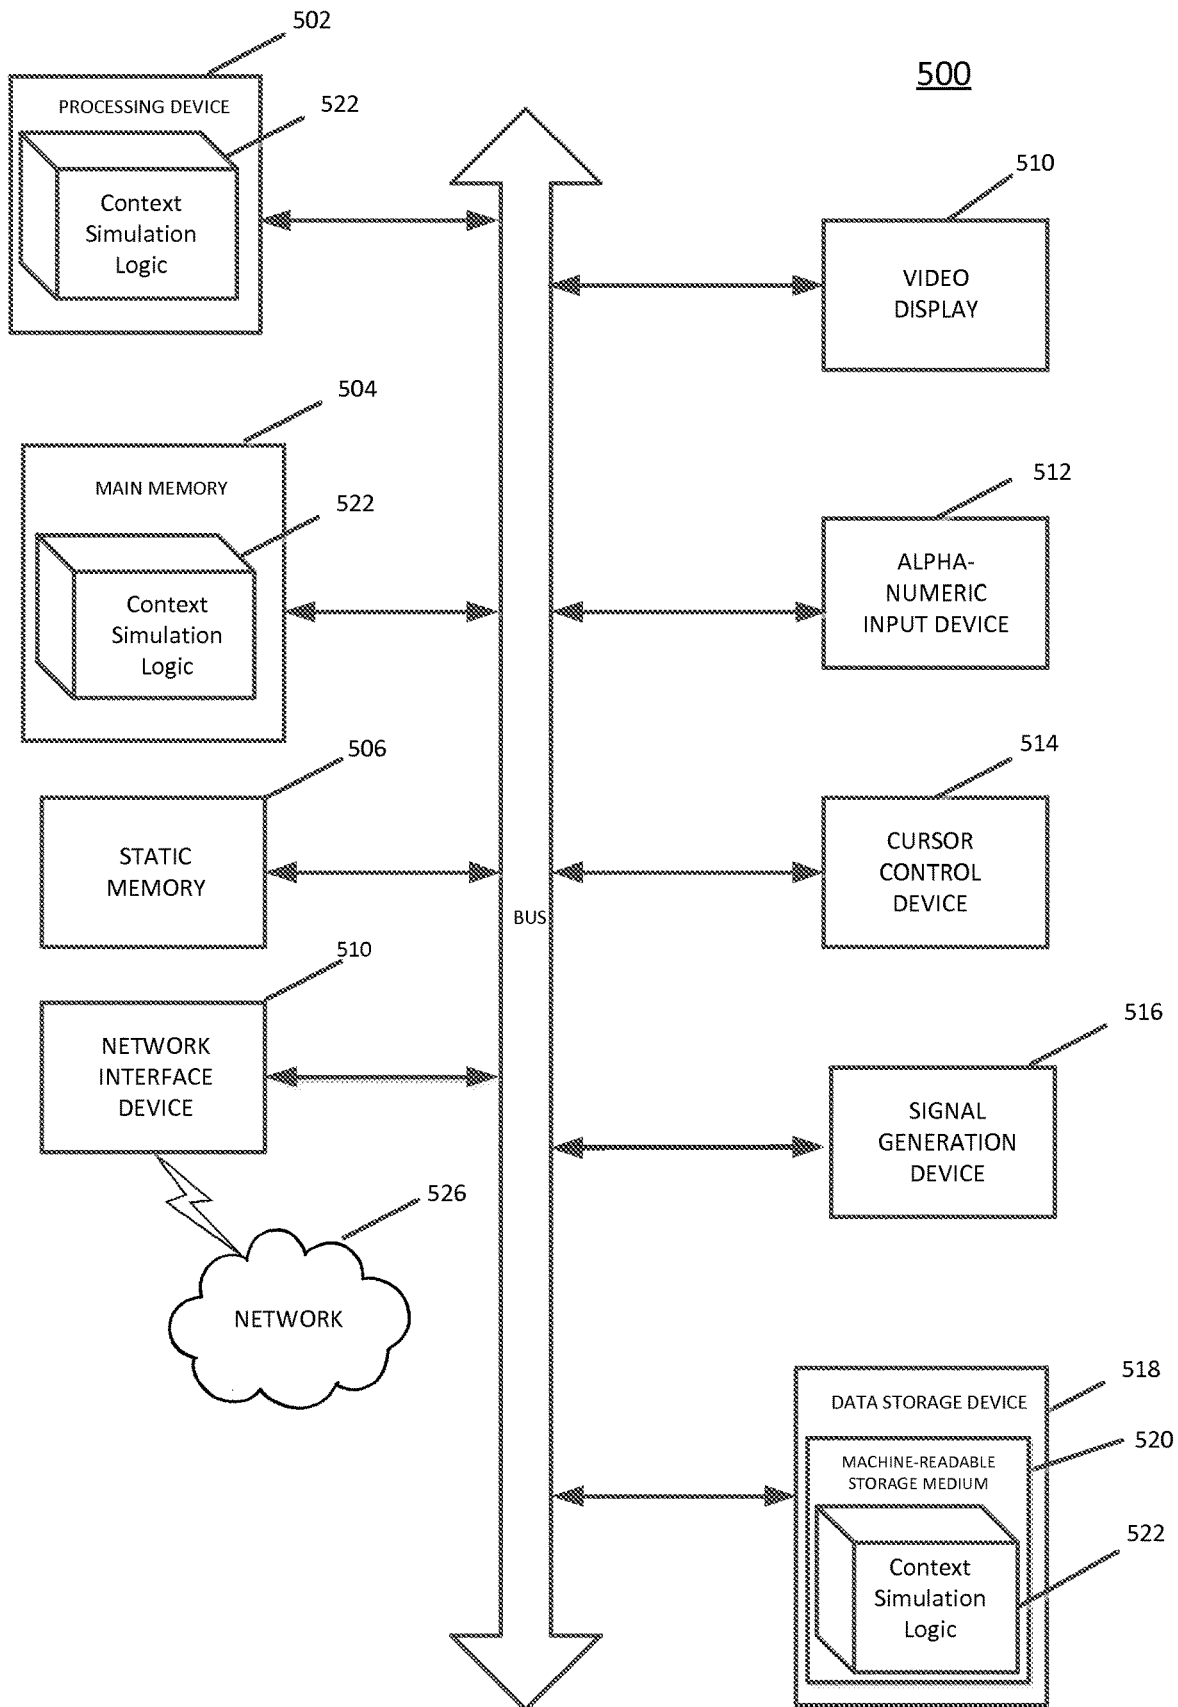 502
500
PROCESSING DEVICE
522
Context
Simulation
Logic
510
VIDEO
DISPLAY
504
MAIN MEMORY
522
Context
Simulation
Logic
512
ALPHA-
NUMERIC
INPUT DEVICE
506
STATIC
MEMORY
514
CURSOR
CONTROL
DEVICE
BUS
510
NETWORK
INTERFACE
DEVICE
516
SIGNAL
GENERATION
DEVICE
526
NETWORK
518
DATA STORAGE DEVICE
520
MACHINE-READABLE
STORAGE MEDIUM
522
Context
Simulation
Logic